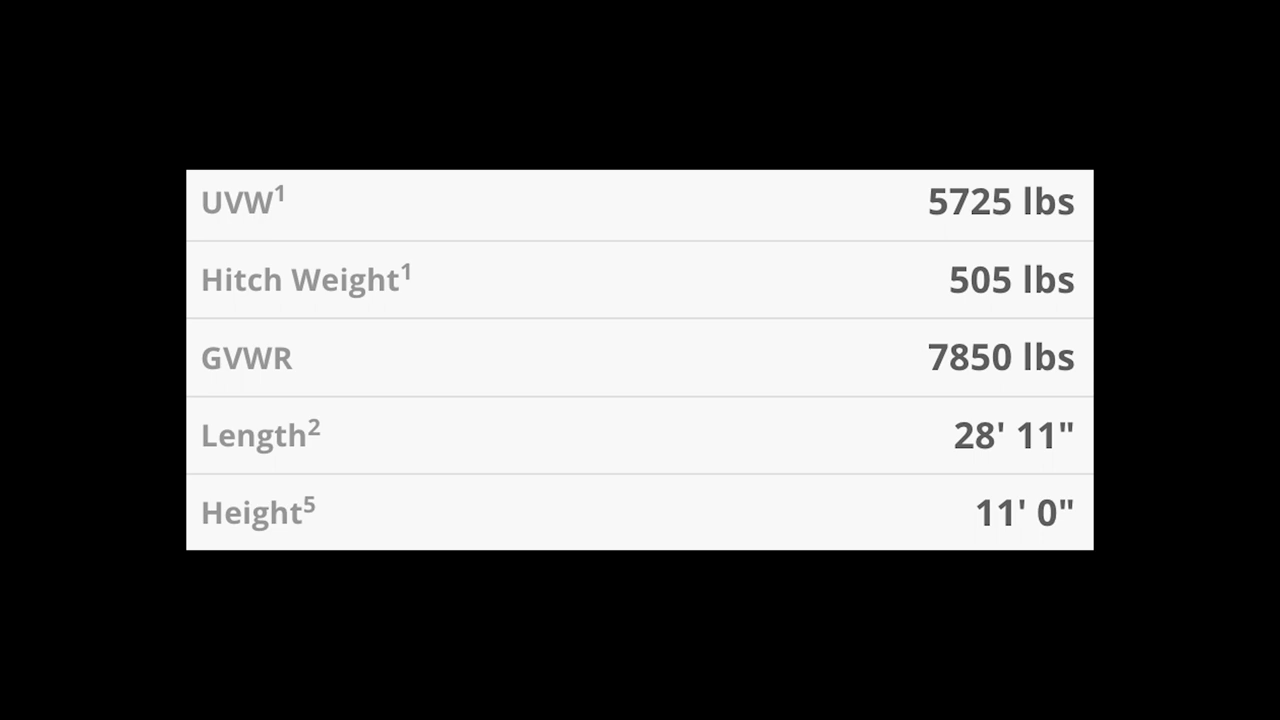 UVW¹ 5725 lbs
Hitch Weight¹ 505 lbs
GVWR 7850 lbs
Length² 28' 11"
Height⁵ 11' 0"